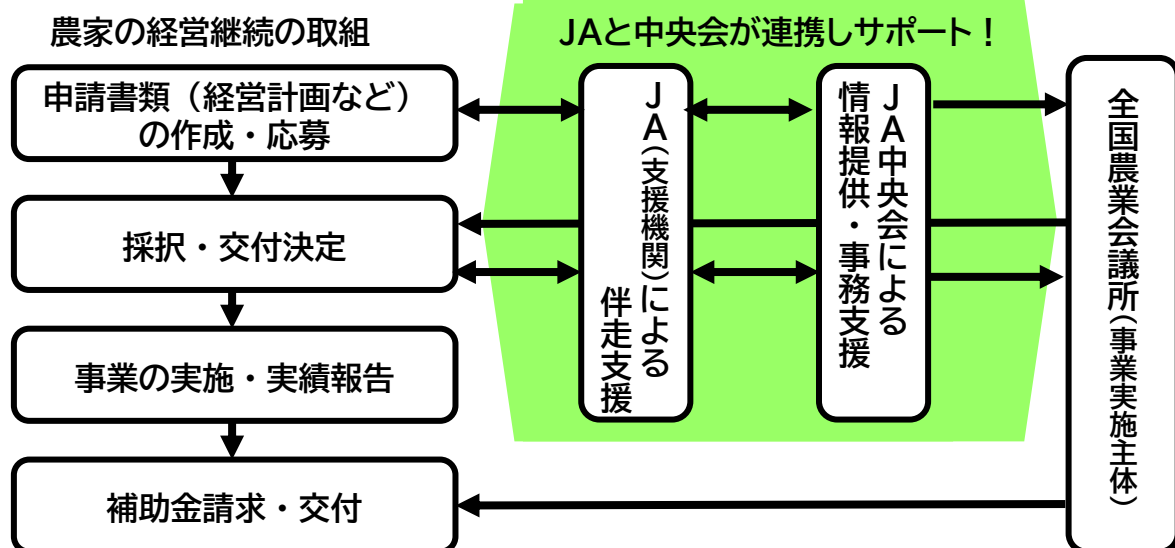 農家の経営継続の取組
JAと中央会が連携しサポート！
申請書類（経営計画など）
の作成・応募
採択・交付決定
事業の実施・実績報告
補助金請求・交付
ＪＡ（支援機関）による
伴走支援
ＪＡ中央会による
情報提供・事務支援
全国農業会議所（事業実施主体）